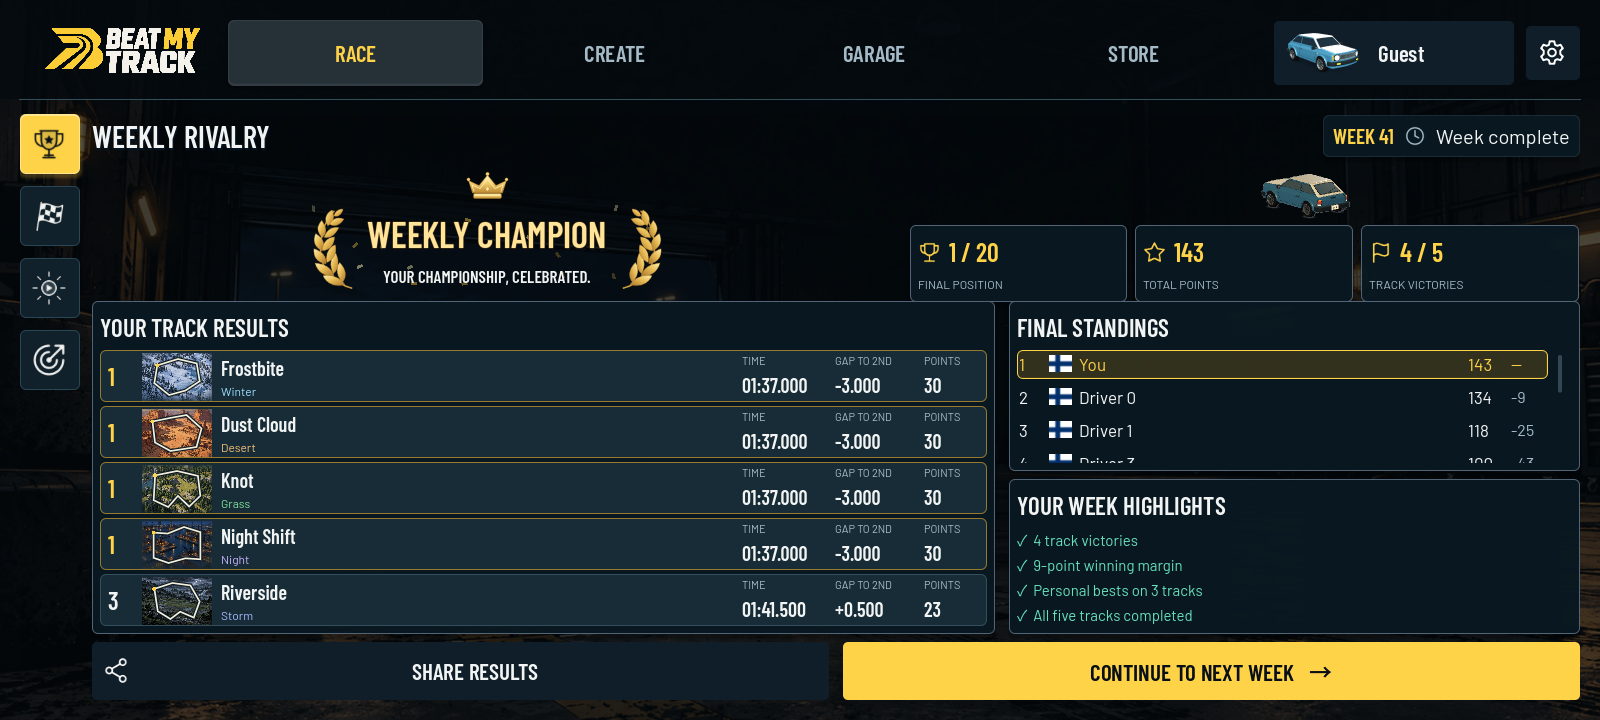 BEAT MY
TRACK
RACE
CREATE
GARAGE
STORE
Guest
WEEKLY RIVALRY
WEEK 41 Week complete
WEEKLY CHAMPION
YOUR CHAMPIONSHIP, CELEBRATED.
1 / 20
FINAL POSITION
143
TOTAL POINTS
4 / 5
TRACK VICTORIES
YOUR TRACK RESULTS
1 Frostbite Winter TIME 01:37.000 GAP TO 2ND -3.000 POINTS 30
1 Dust Cloud Desert TIME 01:37.000 GAP TO 2ND -3.000 POINTS 30
1 Knot Grass TIME 01:37.000 GAP TO 2ND -3.000 POINTS 30
1 Night Shift Night TIME 01:37.000 GAP TO 2ND -3.000 POINTS 30
3 Riverside Storm TIME 01:41.500 GAP TO 2ND +0.500 POINTS 23
FINAL STANDINGS
1 You 143 –
2 Driver 0 134 -9
3 Driver 1 118 -25
Driver 3
YOUR WEEK HIGHLIGHTS
✓ 4 track victories
✓ 9-point winning margin
✓ Personal bests on 3 tracks
✓ All five tracks completed
SHARE RESULTS
CONTINUE TO NEXT WEEK →